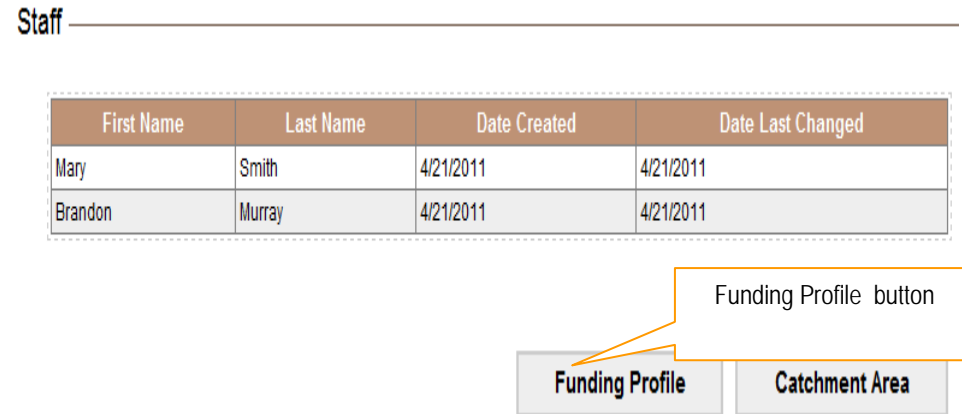 Staff
First Name Last Name Date Created Date Last Changed
Mary Smith 4/21/2011 4/21/2011
Brandon Murray 4/21/2011 4/21/2011
Funding Profile button
Funding Profile Catchment Area